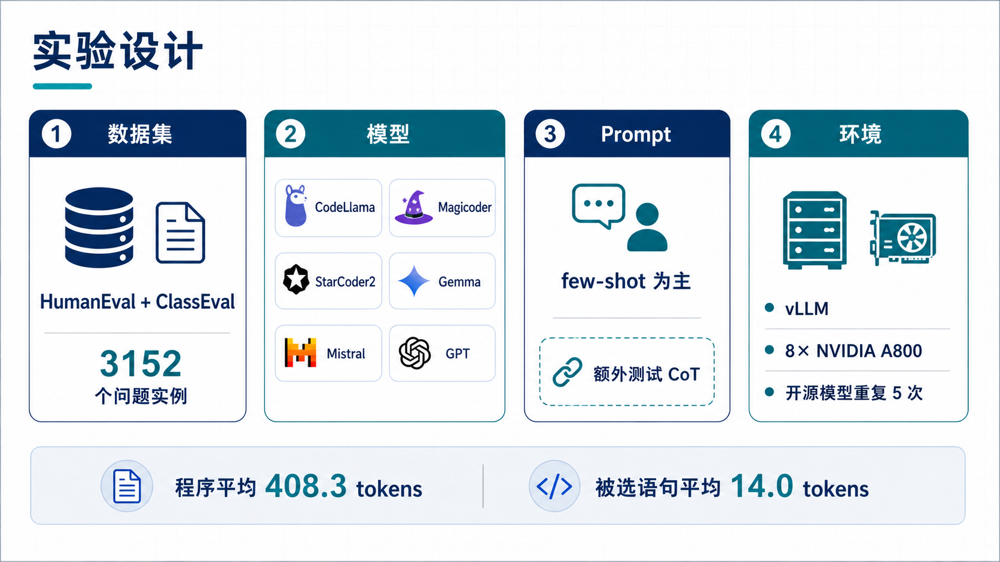 实验设计
1 数据集
HumanEval + ClassEval
3152
个问题实例
2 模型
CodeLlama
Magicoder
StarCoder2
Gemma
Mistral
GPT
3 Prompt
few-shot 为主
额外测试 CoT
4 环境
vLLM
8× NVIDIA A800
开源模型重复 5 次
程序平均 408.3 tokens
</> 被选语句平均 14.0 tokens